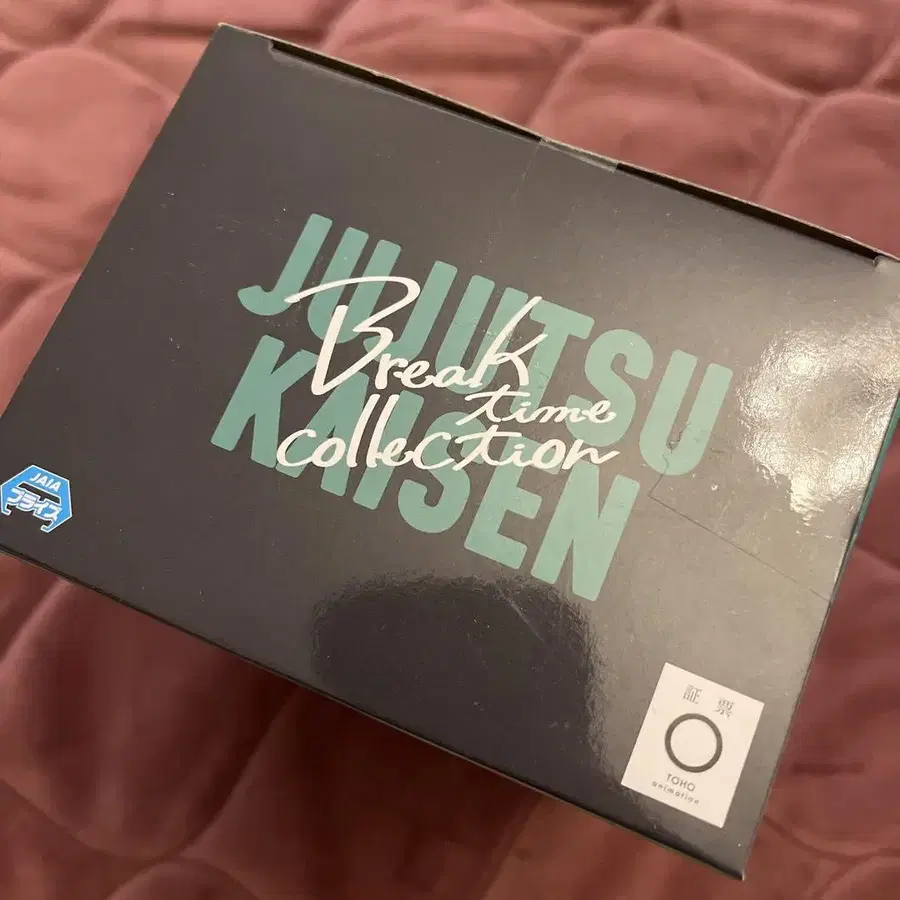 JUJUTSU
KAISEN
Break
time
collection
JAIA
プライズ
証票
TOHO
animation